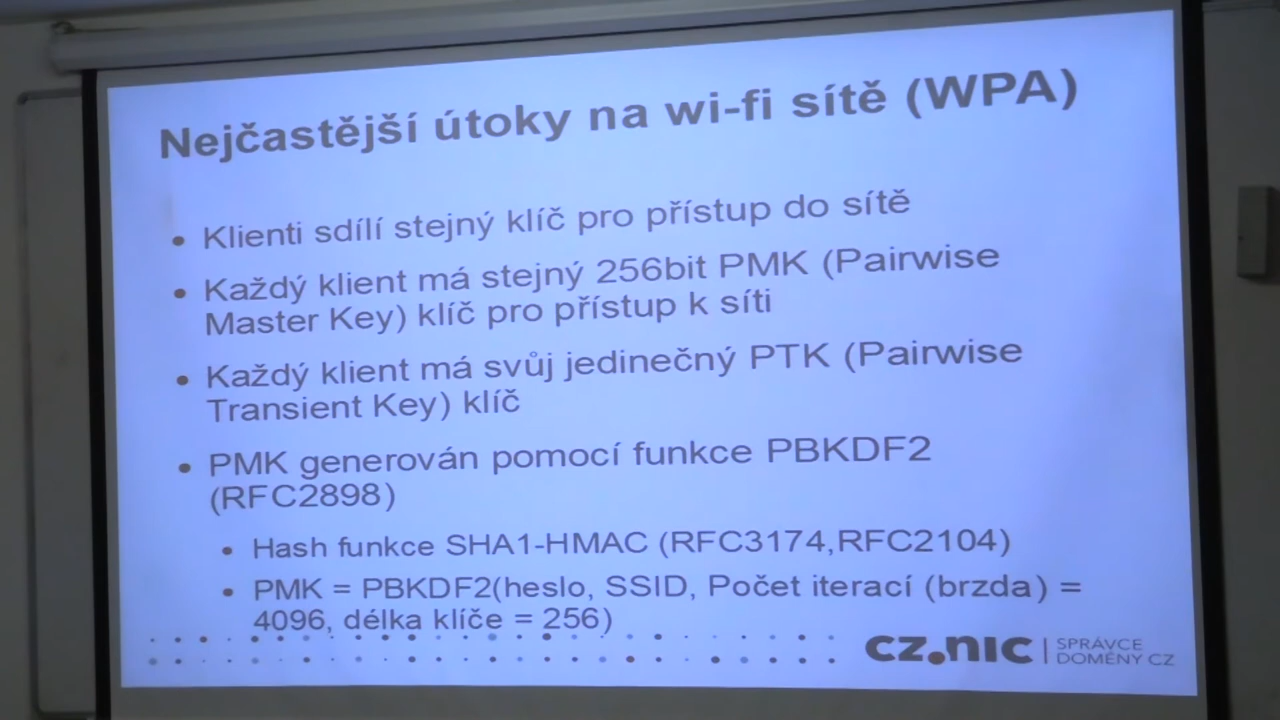 Nejčastější útoky na wi-fi sítě (WPA)
• Klienti sdílí stejný klíč pro přístup do sítě
• Každý klient má stejný 256bit PMK (Pairwise
Master Key) klíč pro přístup k síti
• Každý klient má svůj jedinečný PTK (Pairwise
Transient Key) klíč
• PMK generován pomocí funkce PBKDF2
(RFC2898)
• Hash funkce SHA1-HMAC (RFC3174,RFC2104)
• PMK = PBKDF2(heslo, SSID, Počet iterací (brzda) =
4096, délka klíče = 256)
CZ.NIC | SPRÁVCE
DOMÉNY CZ